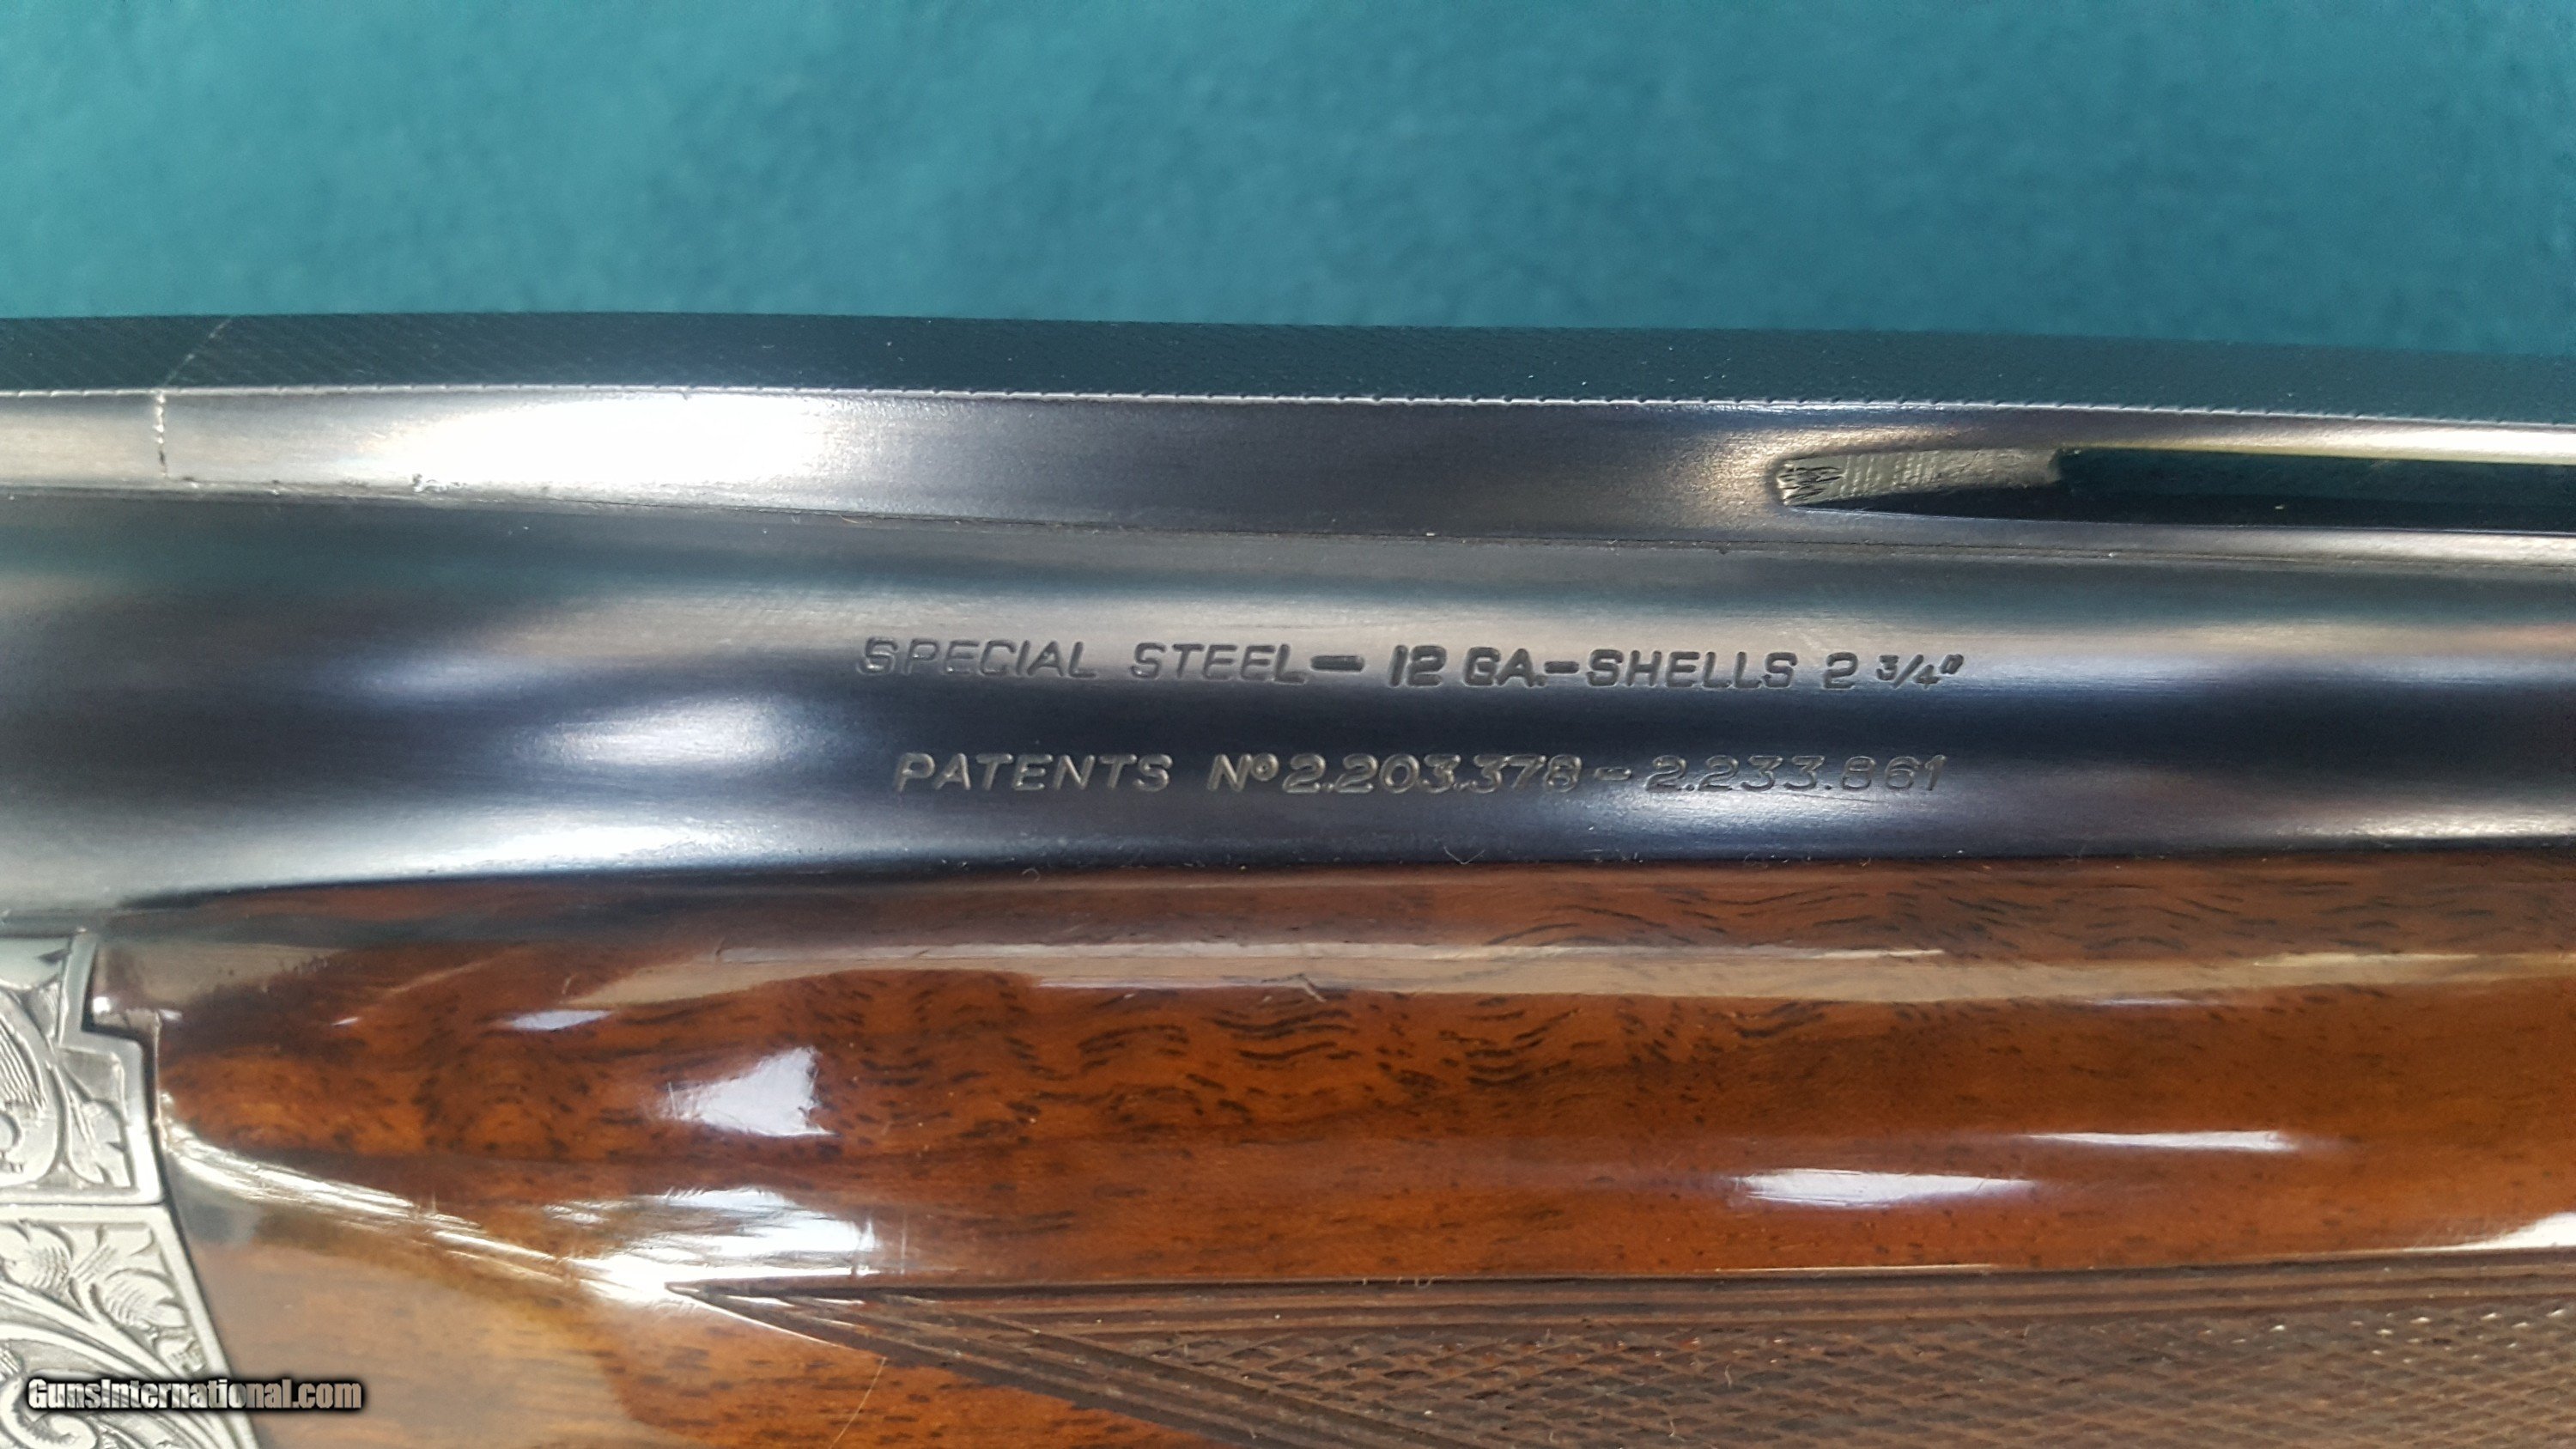 SPECIAL STEEL— 12 GA.—SHELLS 2 3/4"
PATENTS Nº 2.203.378 – 2.233.861
GunsInternational.com